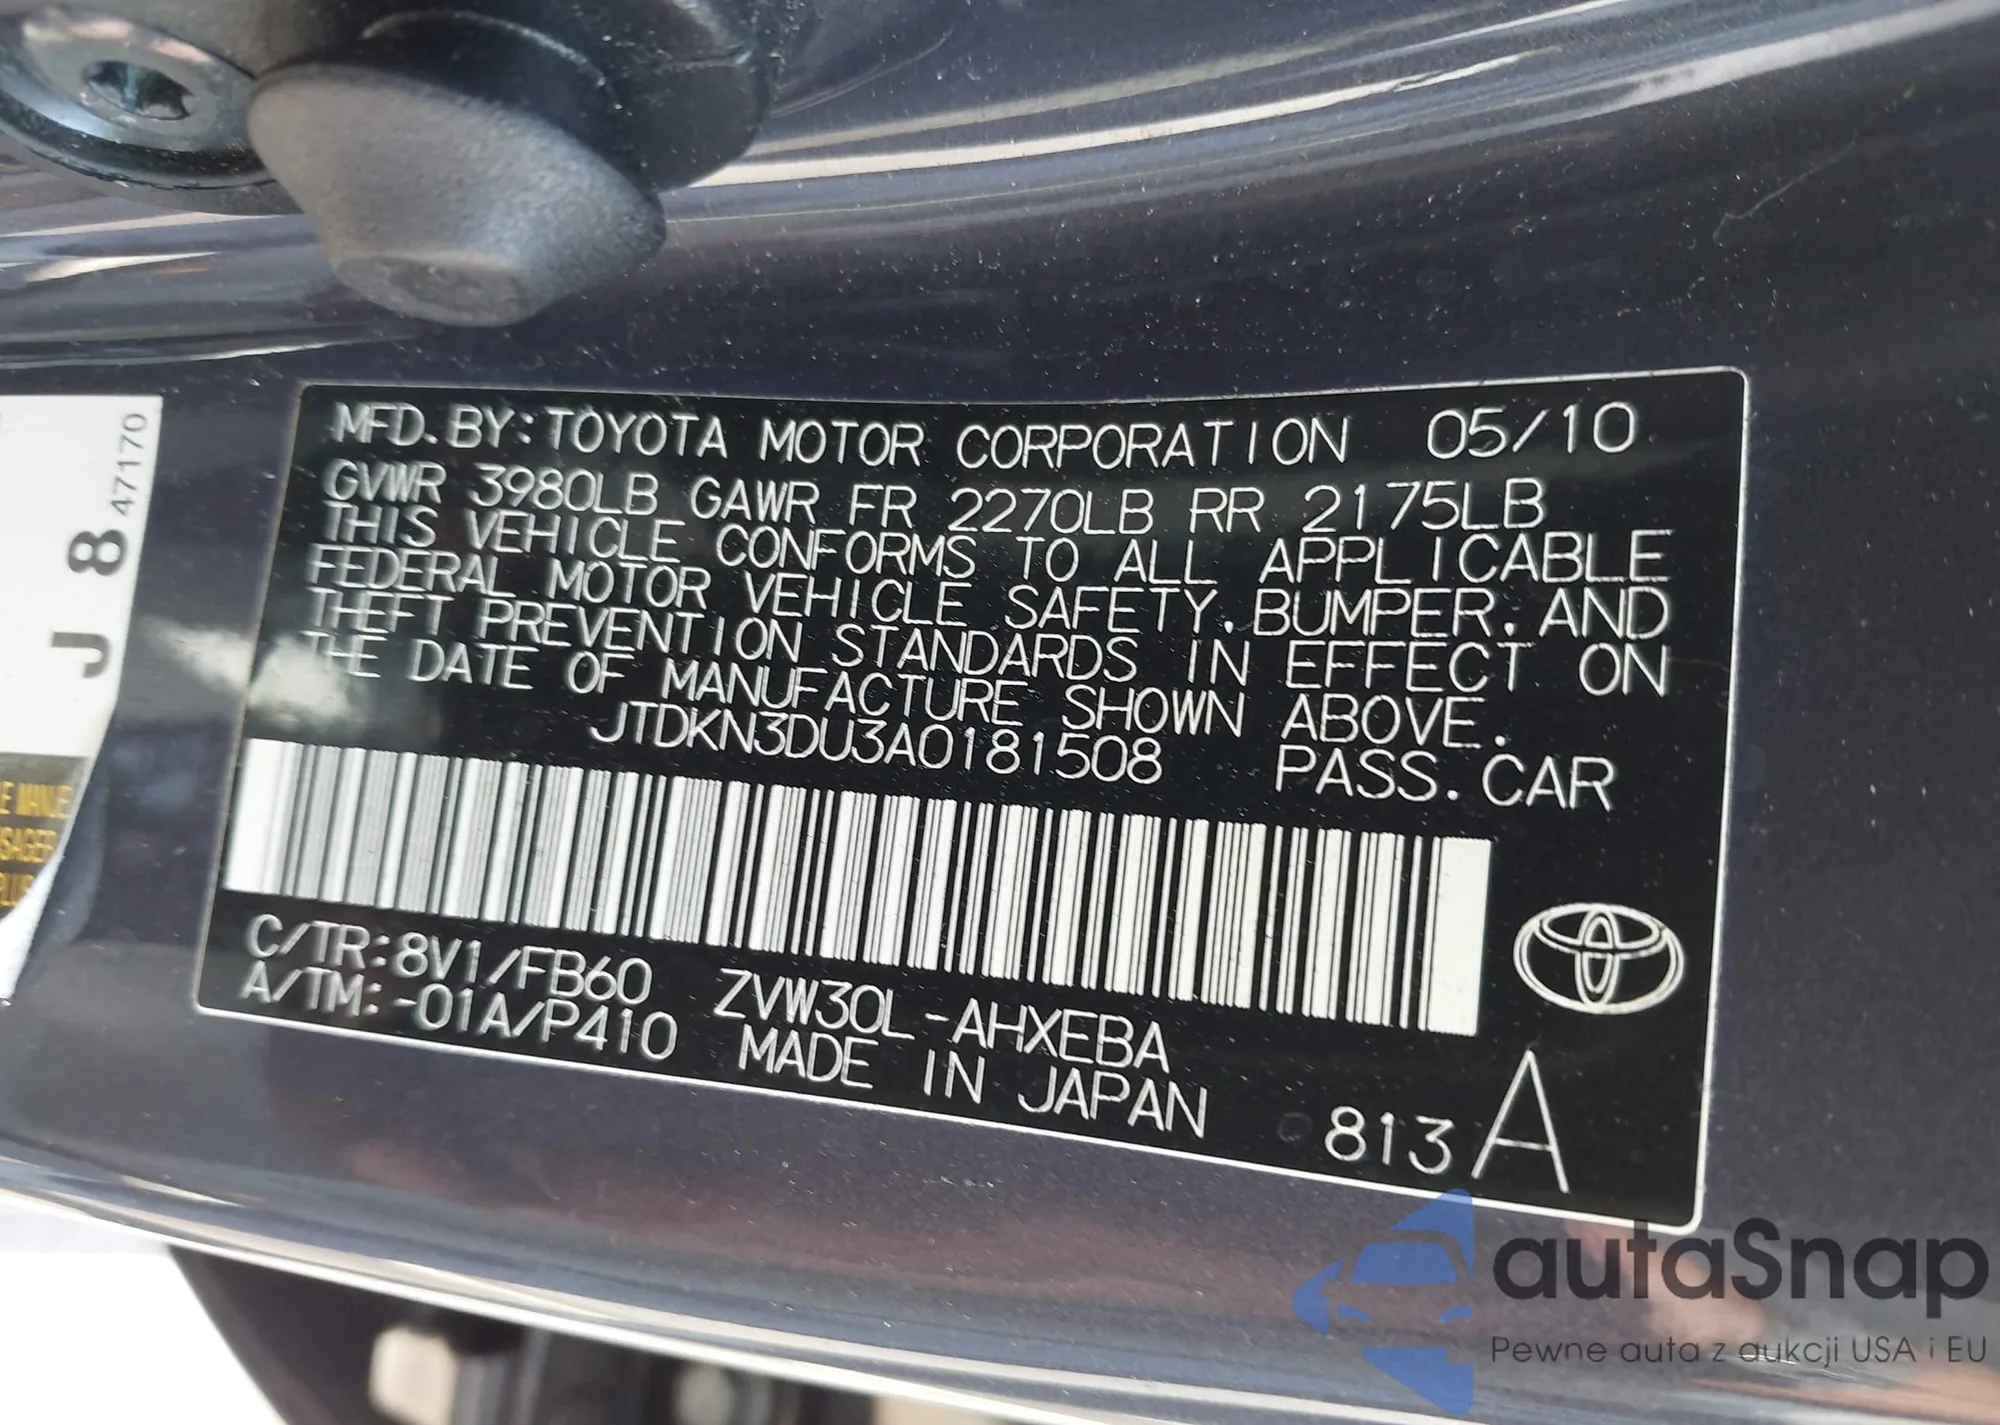 MFD. BY: TOYOTA MOTOR CORPORATION 05/10
GVWR 3980LB GAWR FR 2270LB RR 2175LB
THIS VEHICLE CONFORMS TO ALL APPLICABLE
FEDERAL MOTOR VEHICLE SAFETY, BUMPER, AND
THEFT PREVENTION STANDARDS IN EFFECT ON
THE DATE OF MANUFACTURE SHOWN ABOVE.
JTDKN3DU3A0181508 PASS. CAR
C/TR: 8V1/FB60 ZVW30L-AHXEBA
A/TM: -01A/P410 MADE IN JAPAN
813 A
J 8 47170
autaSnap
Pewne auta z aukcji USA i EU